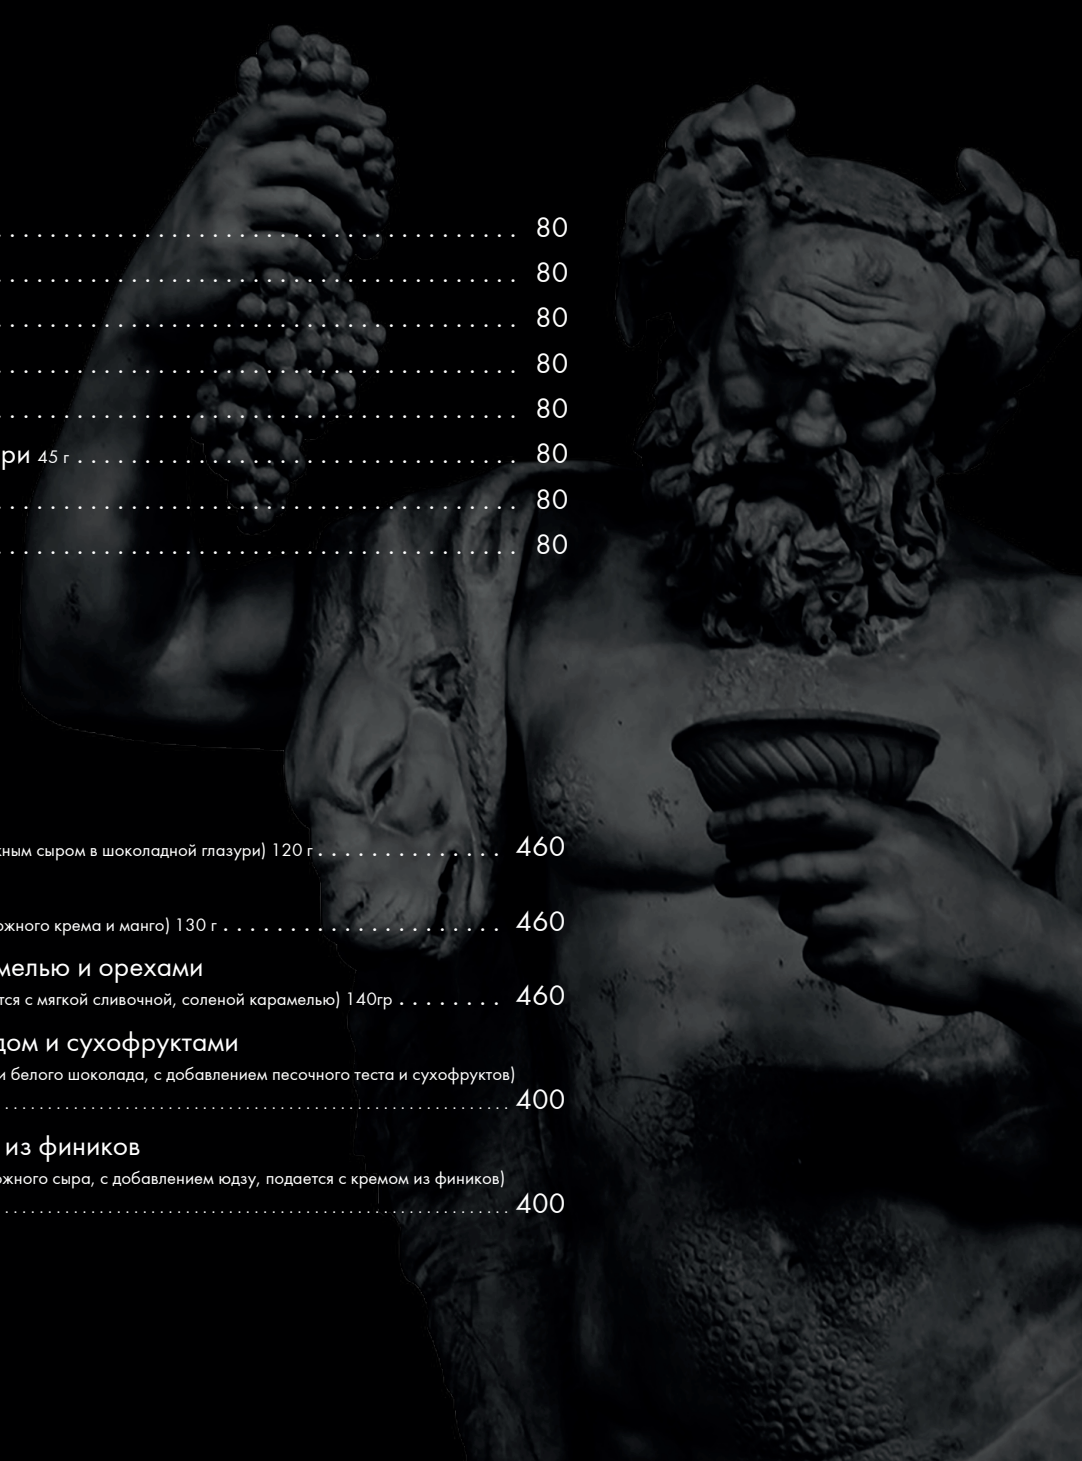 . . . . . . . . . . . . . . . . . . . . . . . . . . . . . . . . . . . . . . . 80
. . . . . . . . . . . . . . . . . . . . . . . . . . . . . . . . . . . . . . . 80
. . . . . . . . . . . . . . . . . . . . . . . . . . . . . . . . . . . . . . . 80
. . . . . . . . . . . . . . . . . . . . . . . . . . . . . . . . . . . . . . . 80
. . . . . . . . . . . . . . . . . . . . . . . . . . . . . . . . . . . . . . . 80
ри 45 г . . . . . . . . . . . . . . . . . . . . . . . . . . . . . . . . . 80
. . . . . . . . . . . . . . . . . . . . . . . . . . . . . . . . . . . . . . . 80
. . . . . . . . . . . . . . . . . . . . . . . . . . . . . . . . . . . . . . . 80
ным сыром в шоколадной глазури) 120 г . . . . . . . . . . . . . . 460
ожного крема и манго) 130 г . . . . . . . . . . . . . . . . . . . . . 460
мелью и орехами
тся с мягкой сливочной, соленой карамелью) 140гр . . . . . . . . 460
дом и сухофруктами
и белого шоколада, с добавлением песочного теста и сухофруктов)
. . . . . . . . . . . . . . . . . . . . . . . . . . . . . . . . . . . . . . . 400
из фиников
ожного сыра, с добавлением юдзу, подается с кремом из фиников)
. . . . . . . . . . . . . . . . . . . . . . . . . . . . . . . . . . . . . . . 400